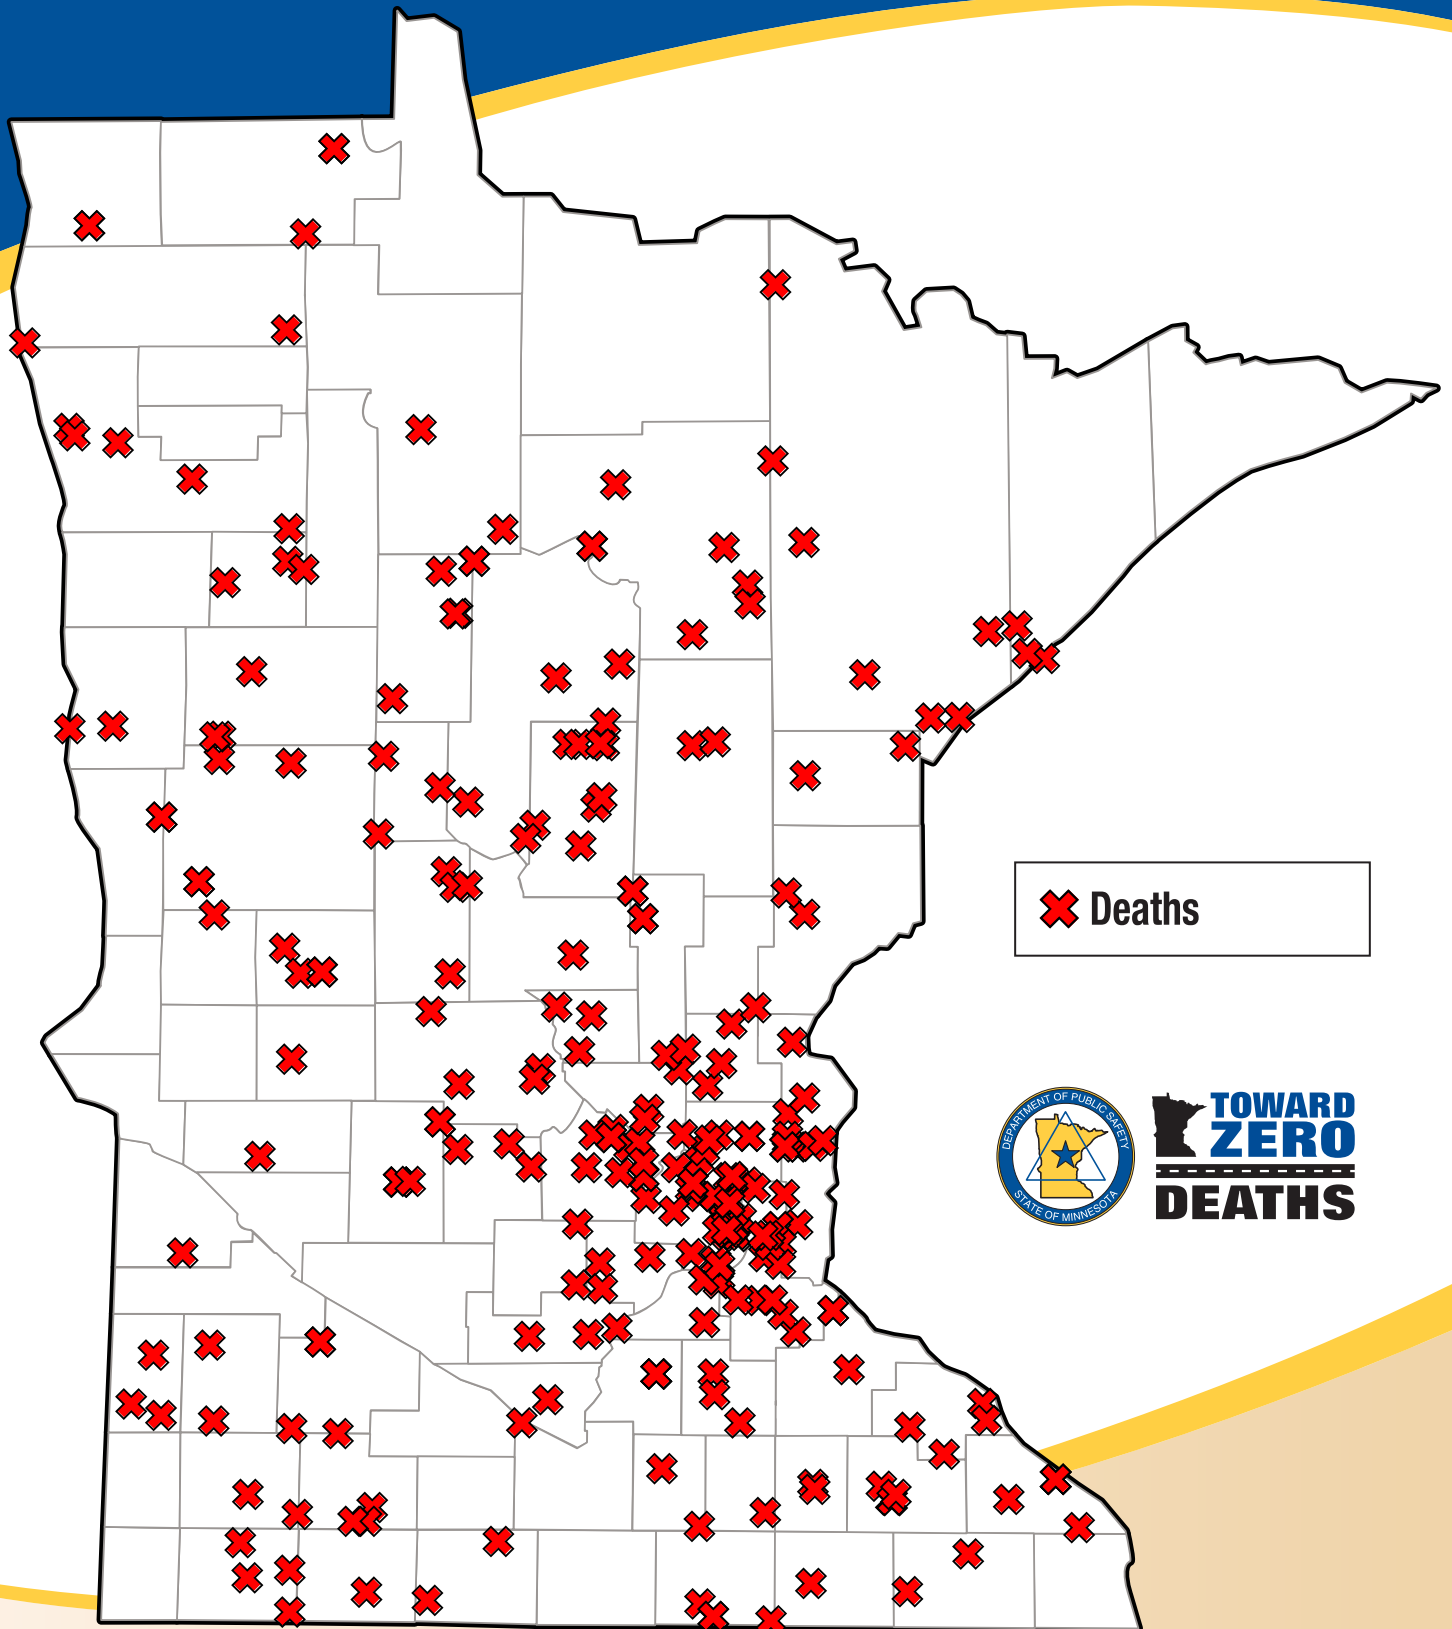 Deaths
DEPARTMENT OF PUBLIC SAFETY
STATE OF MINNESOTA
TOWARD
ZERO
DEATHS